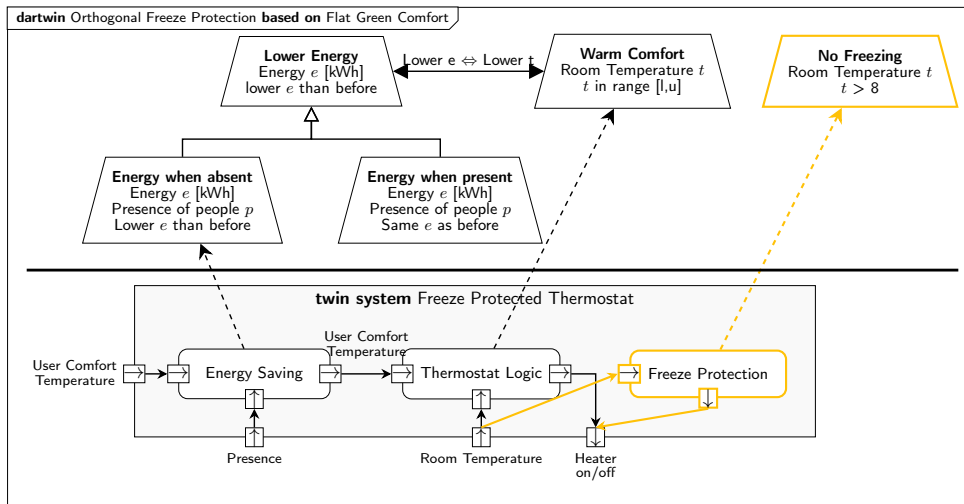 dartwin Orthogonal Freeze Protection based on Flat Green Comfort
Lower Energy
Energy e [kWh]
lower e than before
Lower e ⇔ Lower t
Warm Comfort
Room Temperature t
t in range [l,u]
No Freezing
Room Temperature t
t > 8
Energy when absent
Energy e [kWh]
Presence of people p
Lower e than before
Energy when present
Energy e [kWh]
Presence of people p
Same e as before
twin system Freeze Protected Thermostat
User Comfort
Temperature
Energy Saving
User Comfort
Temperature
Thermostat Logic
Freeze Protection
Presence
Room Temperature
Heater
on/off